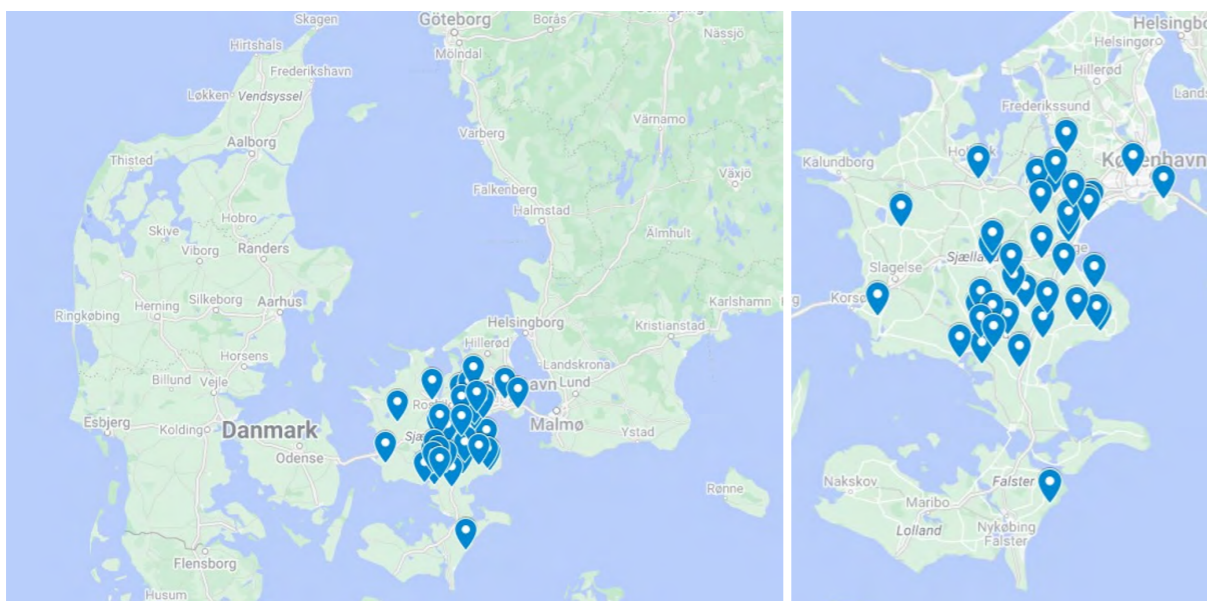 Skagen
Göteborg
Borås
Hirtshals
Mölndal
Nässjö
Frederikshavn
Løkken
Vendsyssel
Varberg
Värnamo
Aalborg
Thisted
Falkenberg
Växjö
Hobro
Halmstad
Skive
Älmhult
Viborg
Randers
Herning
Silkeborg
Aarhus
Karlshamn
Ringkøbing
Helsingborg
Kristianstad
Horsens
Hillerød
Landskrona
Billund
Vejle
Lund
Esbjerg
Kolding
Danmark
Malmø
Odense
Ystad
Rønne
Flensborg
Husum
Helsingør
Hillerød
Frederikssund
Kalundborg
København
Slagelse
Nakskov
Falster
Maribo
Lolland
Nykøbing
Falster